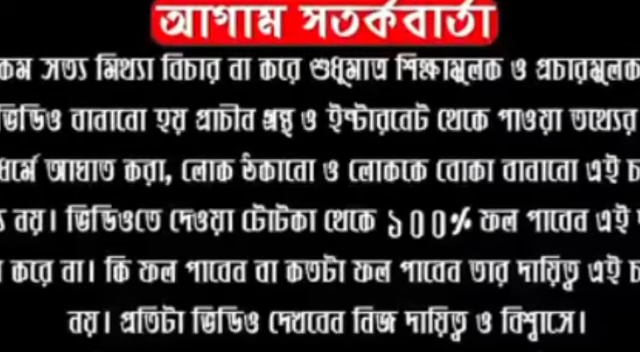 আগাম সতর্কবার্তা
কম সত্য মিথ্যা বিচার না করে শুধুমাত্র শিক্ষামূলক ও প্রচারমূলক
ভিডিও বানানো হয় প্রাচীন গ্রন্থ ও ইন্টারনেট থেকে পাওয়া তথ্যের
ধর্মে আঘাত করা, লোক ঠকানো ও লোককে বোকা বানানো এই
নয়। ভিডিওতে দেওয়া টোটকা থেকে ১০০% ফল পাবেন এই
করে না। কি ফল পাবেন বা কতটা ফল পাবেন তার দায়িত্ব এই
নয়। প্রতিটা ভিডিও দেখবেন নিজ দায়িত্ব ও বিশ্বাসে।